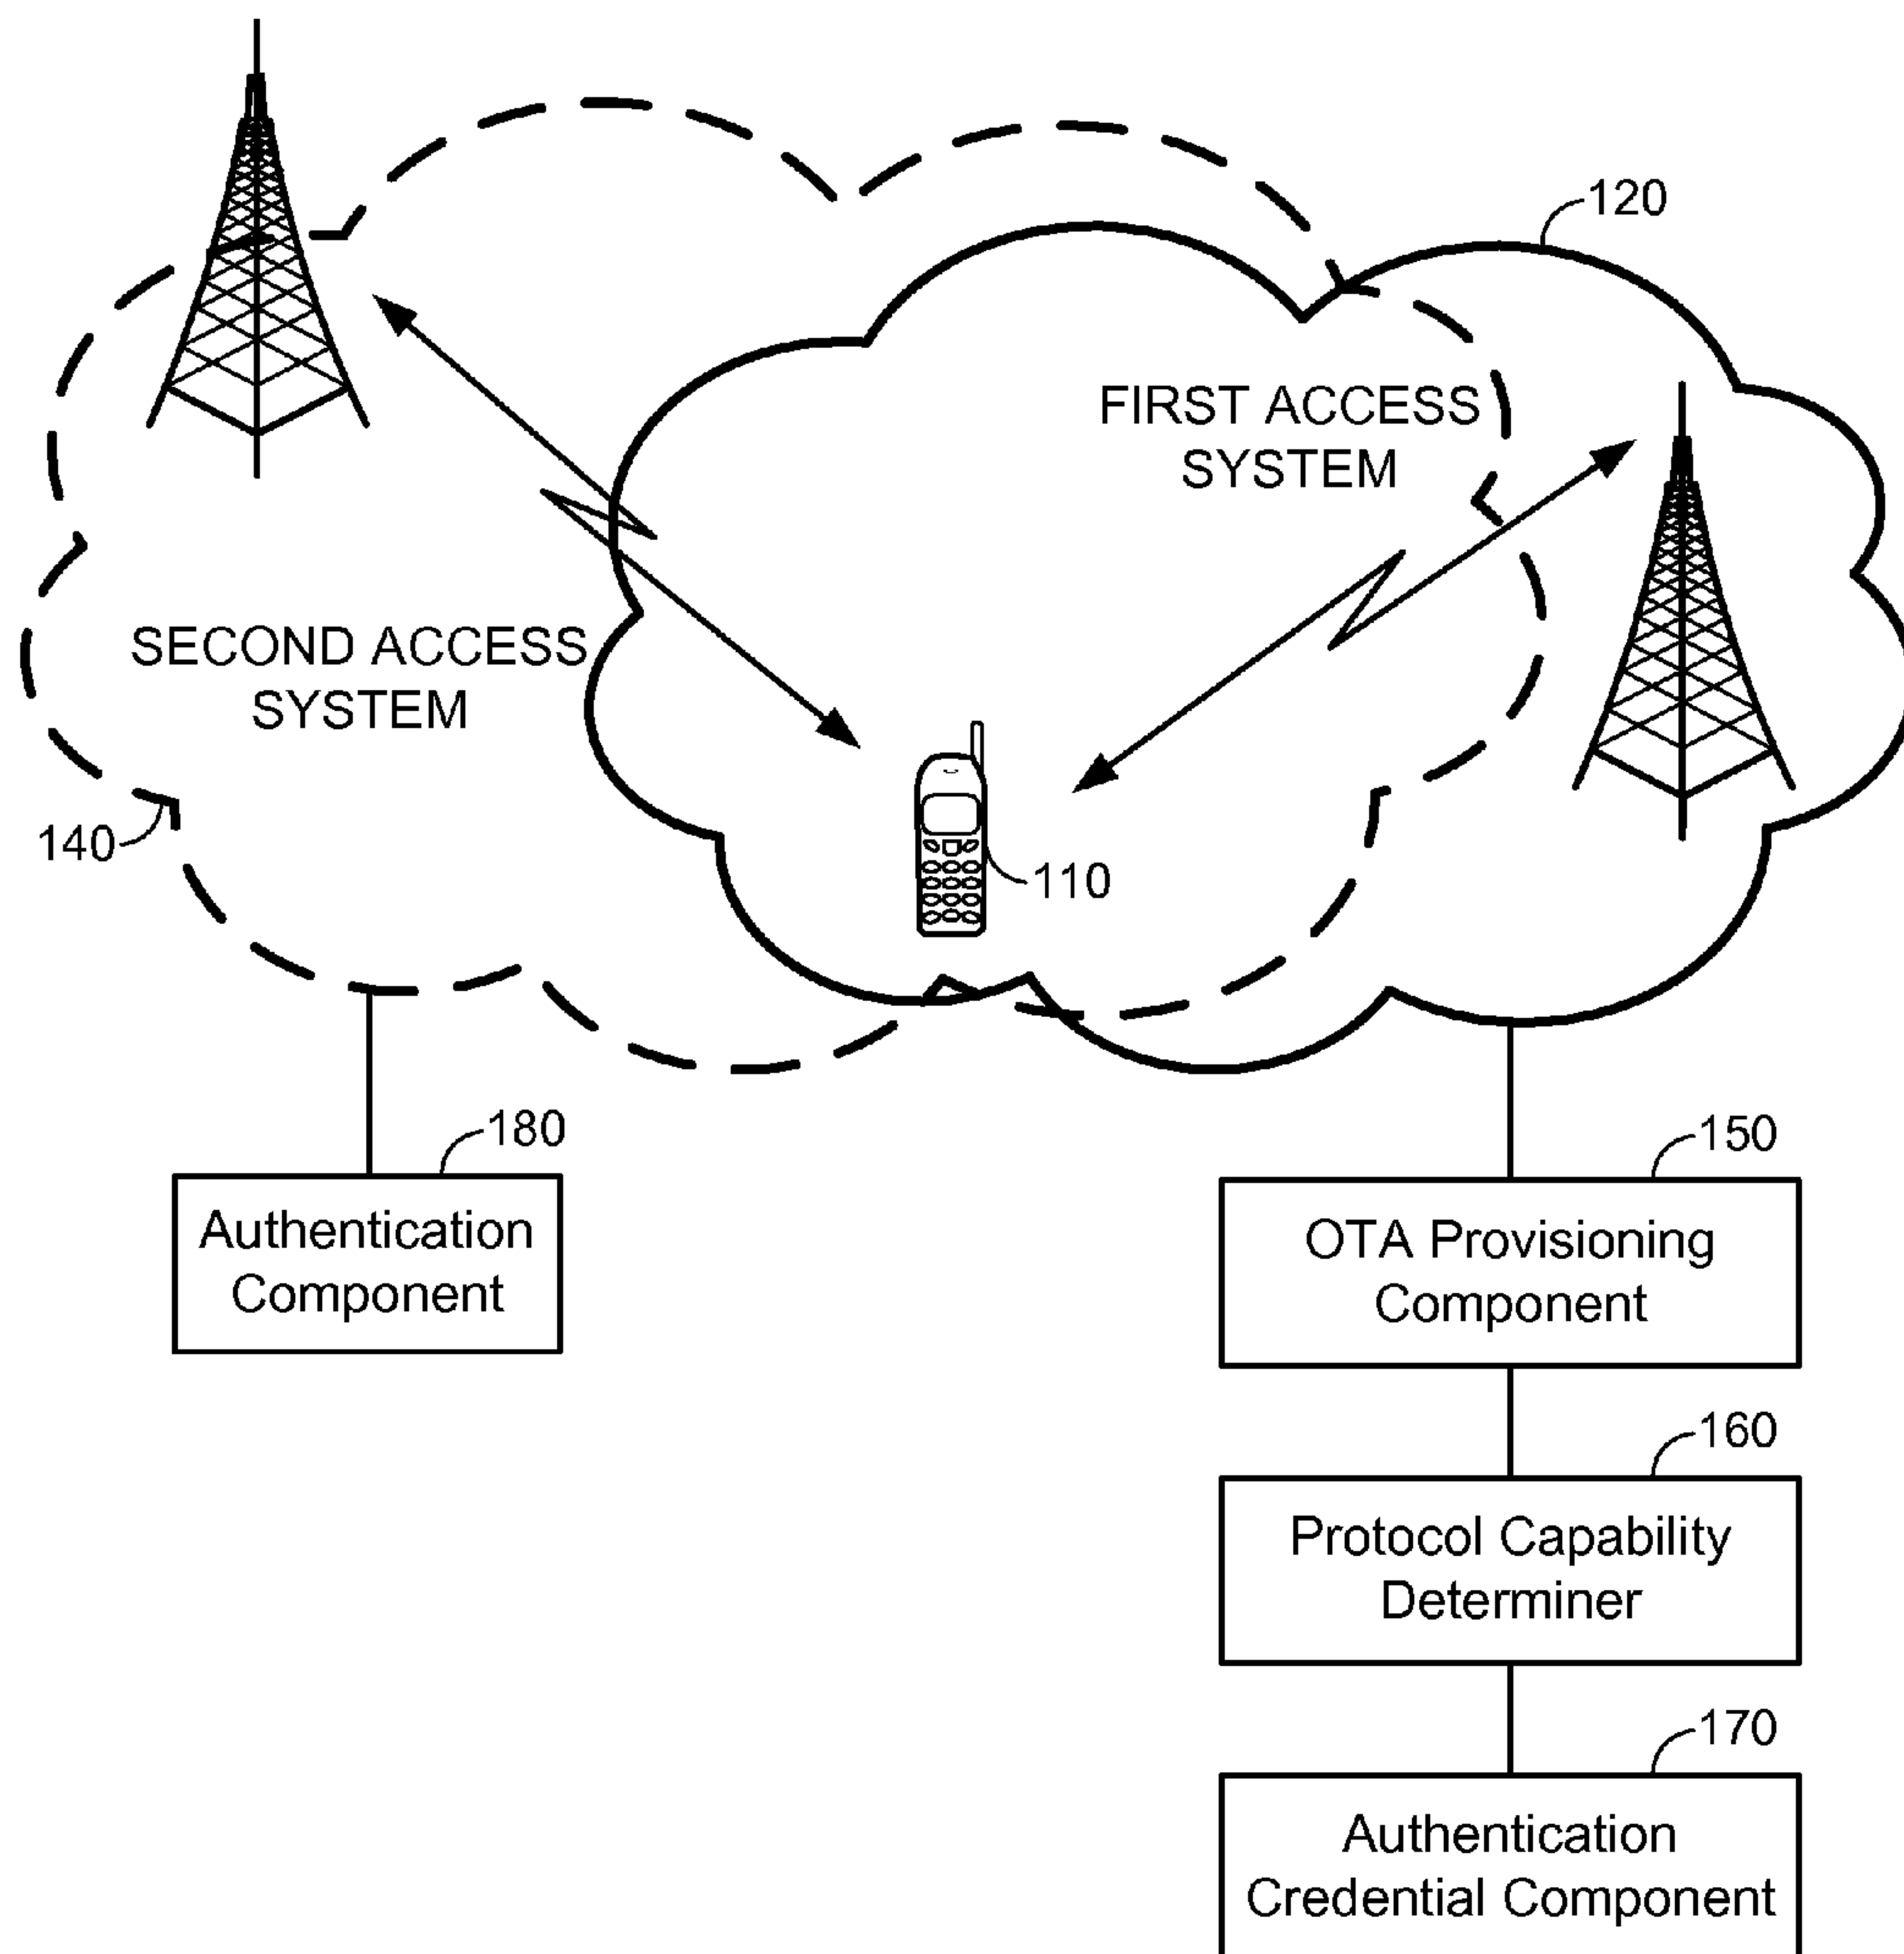 120
FIRST ACCESS
SYSTEM
SECOND ACCESS
SYSTEM
140
110
180
Authentication
Component
150
OTA Provisioning
Component
160
Protocol Capability
Determiner
170
Authentication
Credential Component